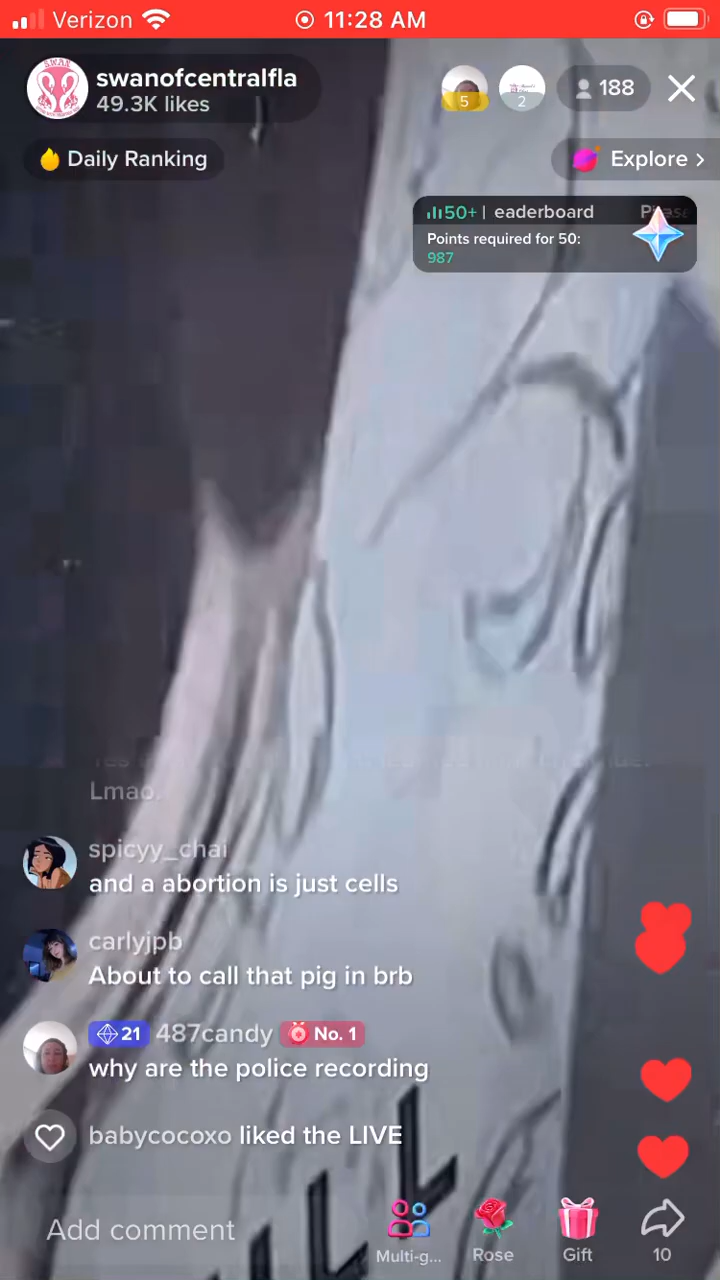 Verizon 11:28 AM
S.W.A.N
swanofcentralfla
49.3K likes
5
2
188
Daily Ranking
Explore >
50+ | eaderboard
Points required for 50:
987
Lmao.
spicyy_chai
and a abortion is just cells
carlyjpb
About to call that pig in brb
21 487candy No. 1
why are the police recording
babycocoxo liked the LIVE
Add comment
Multi-g...
Rose
Gift
10